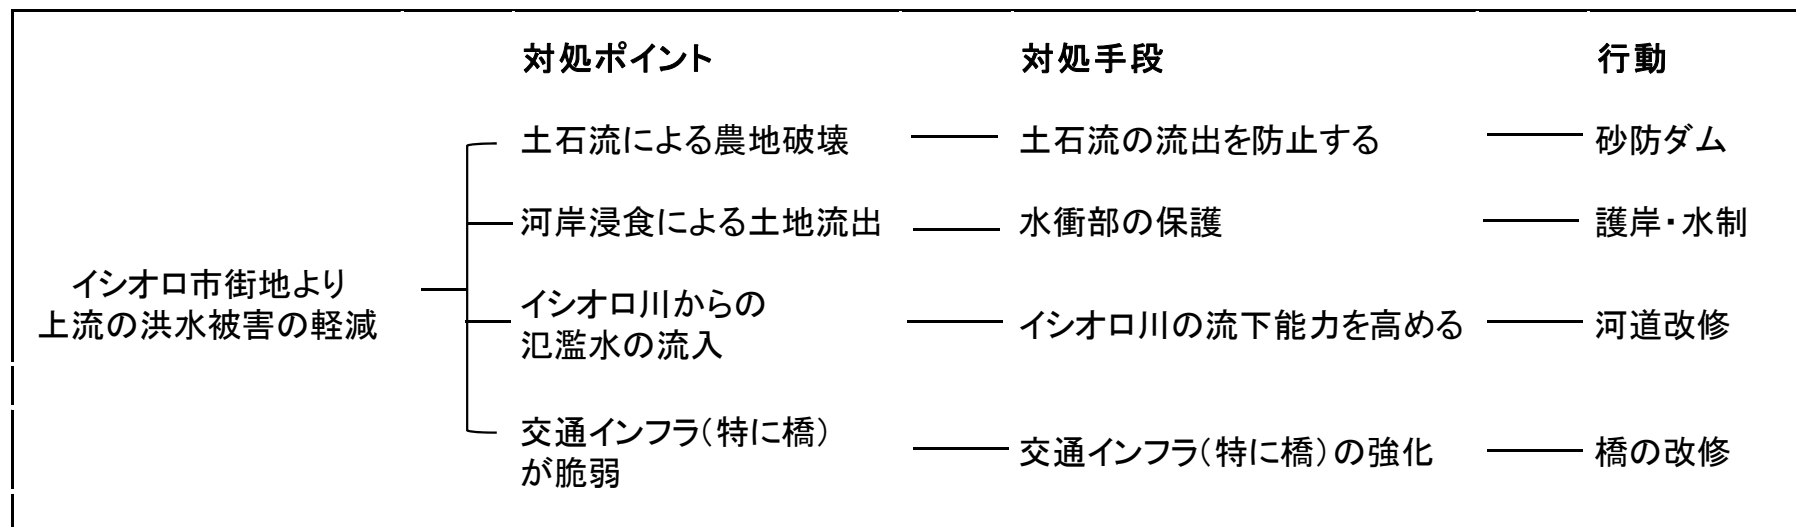 対処ポイント 対処手段 行動
土石流による農地破壊 土石流の流出を防止する 砂防ダム
河岸浸食による土地流出 水衝部の保護 護岸・水制
イシオロ市街地より
上流の洪水被害の軽減
イシオロ川からの
氾濫水の流入
イシオロ川の流下能力を高める 河道改修
交通インフラ(特に橋)
が脆弱
交通インフラ(特に橋)の強化 橋の改修